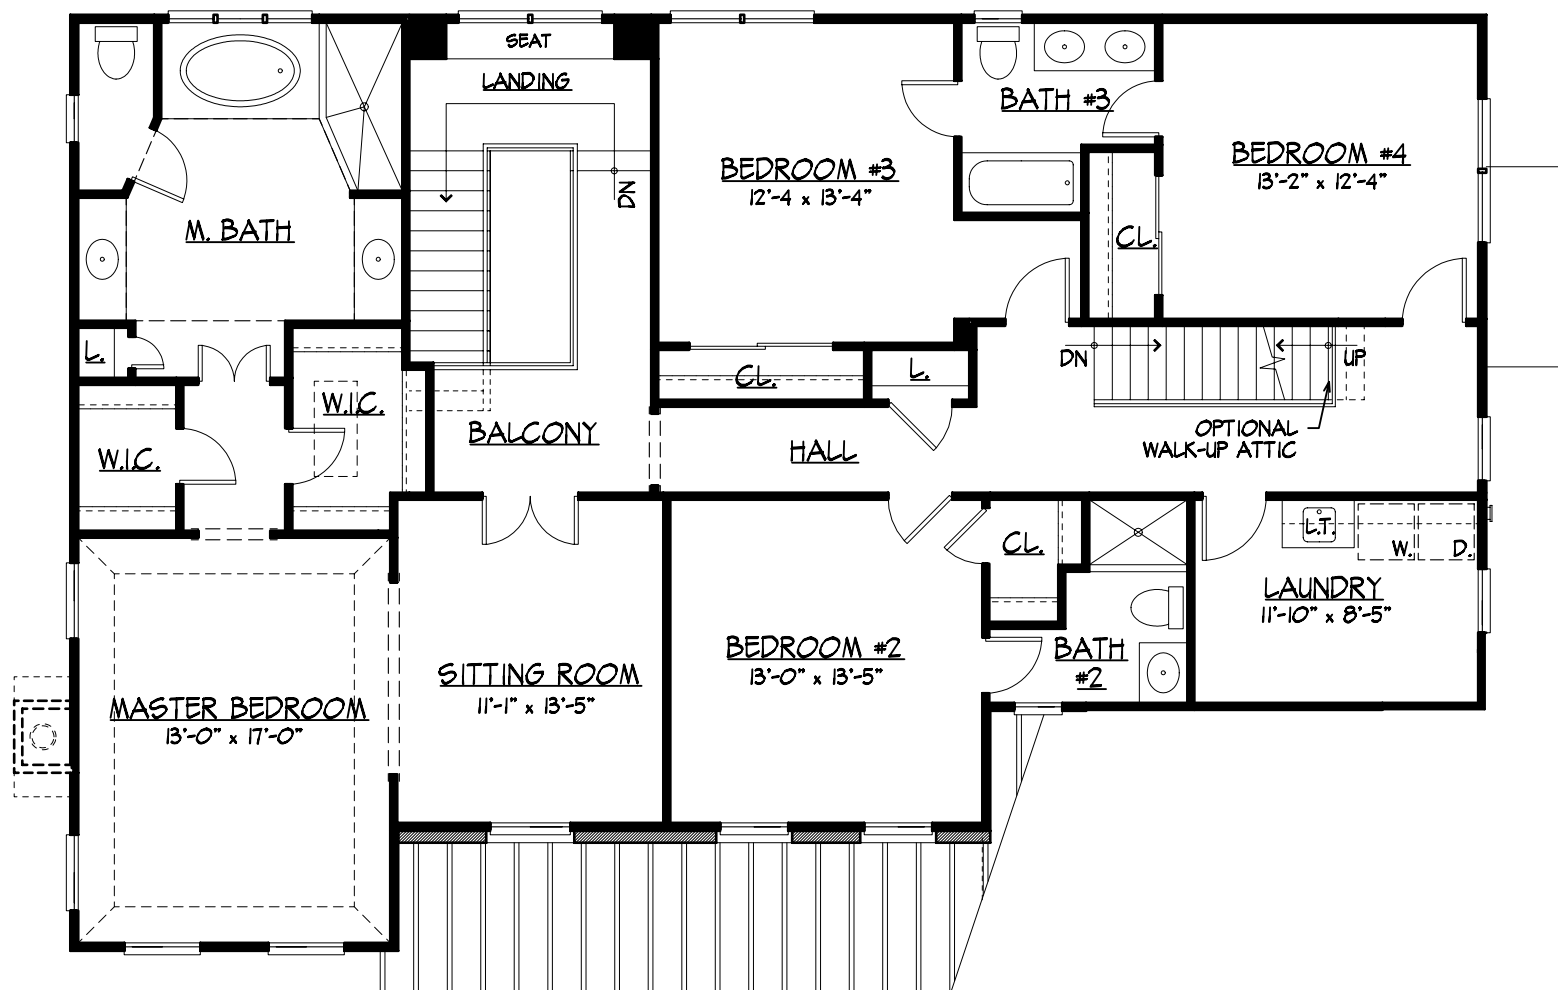 SEAT
LANDING
DN
BATH #3
BEDROOM #3
12'-4 x 13'-4"
BEDROOM #4
13'-2" x 12'-4"
M. BATH
CL.
L.
W.I.C.
W.I.C.
BALCONY
CL.
L.
HALL
DN
UP
OPTIONAL
WALK-UP ATTIC
CL.
L.T.
W.
D.
LAUNDRY
11'-10" x 8'-5"
BEDROOM #2
13'-0" x 13'-5"
BATH
#2
SITTING ROOM
11'-1" x 13'-5"
MASTER BEDROOM
13'-0" x 17'-0"